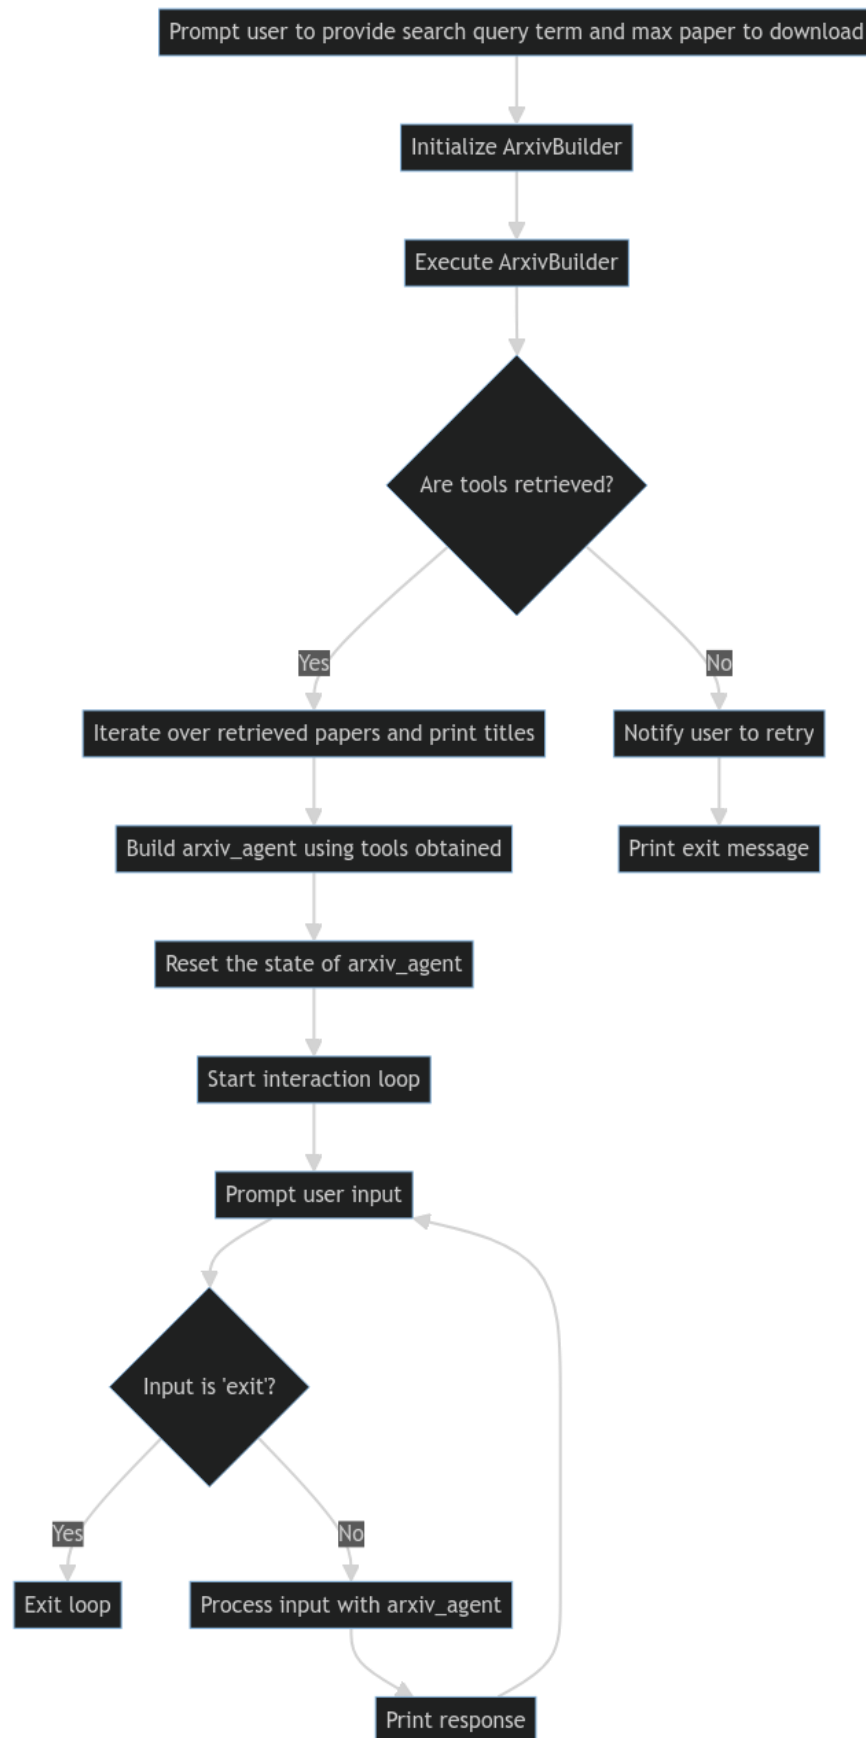 Prompt user to provide search query term and max paper to download
Initialize ArxivBuilder
Execute ArxivBuilder
Are tools retrieved?
Yes
No
Iterate over retrieved papers and print titles
Notify user to retry
Build arxiv_agent using tools obtained
Print exit message
Reset the state of arxiv_agent
Start interaction loop
Prompt user input
Input is 'exit'?
Yes
No
Exit loop
Process input with arxiv_agent
Print response